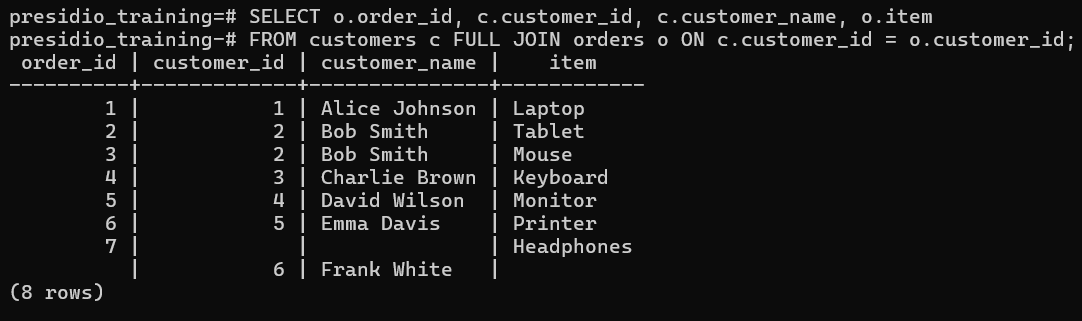 presidio_training=# SELECT o.order_id, c.customer_id, c.customer_name, o.item
presidio_training-# FROM customers c FULL JOIN orders o ON c.customer_id = o.customer_id;
 order_id | customer_id | customer_name |    item
----------+-------------+---------------+------------
        1 |           1 | Alice Johnson | Laptop
        2 |           2 | Bob Smith     | Tablet
        3 |           2 | Bob Smith     | Mouse
        4 |           3 | Charlie Brown | Keyboard
        5 |           4 | David Wilson  | Monitor
        6 |           5 | Emma Davis    | Printer
        7 |             |               | Headphones
          |           6 | Frank White   |
(8 rows)